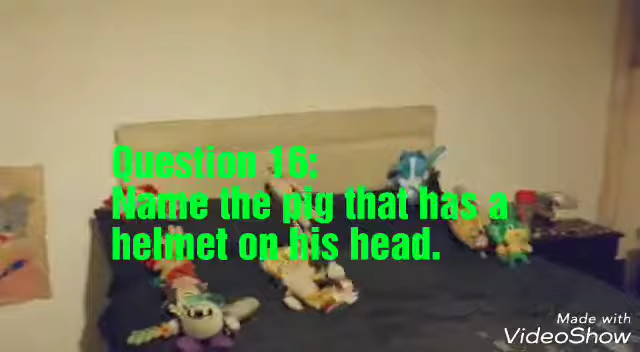 Question 16:
Name the pig that has a
helmet on his head.
Made with
VideoShow